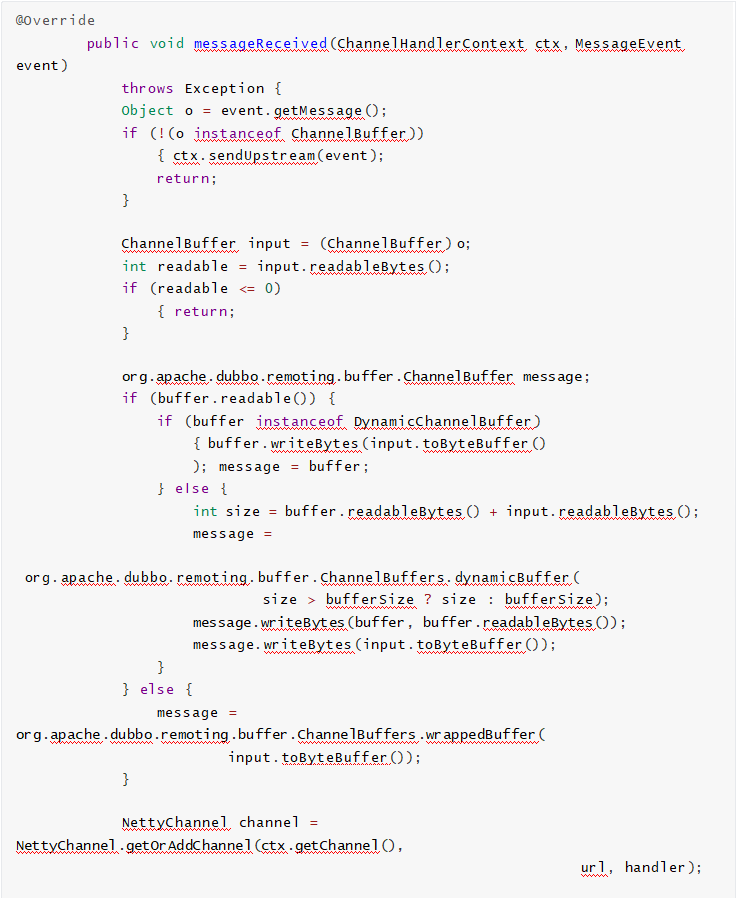 @Override
public void messageReceived(ChannelHandlerContext ctx, MessageEvent
event)
throws Exception {
Object o = event.getMessage();
if (!(o instanceof ChannelBuffer))
{ ctx.sendUpstream(event);
return;
}
ChannelBuffer input = (ChannelBuffer) o;
int readable = input.readableBytes();
if (readable <= 0)
{ return;
}
org.apache.dubbo.remoting.buffer.ChannelBuffer message;
if (buffer.readable()) {
if (buffer instanceof DynamicChannelBuffer)
{ buffer.writeBytes(input.toByteBuffer()
); message = buffer;
} else {
int size = buffer.readableBytes() + input.readableBytes();
message =
org.apache.dubbo.remoting.buffer.ChannelBuffers.dynamicBuffer(
size > bufferSize ? size : bufferSize);
message.writeBytes(buffer, buffer.readableBytes());
message.writeBytes(input.toByteBuffer());
}
} else {
message =
org.apache.dubbo.remoting.buffer.ChannelBuffers.wrappedBuffer(
input.toByteBuffer());
}
NettyChannel channel =
NettyChannel.getOrAddChannel(ctx.getChannel(),
url, handler);